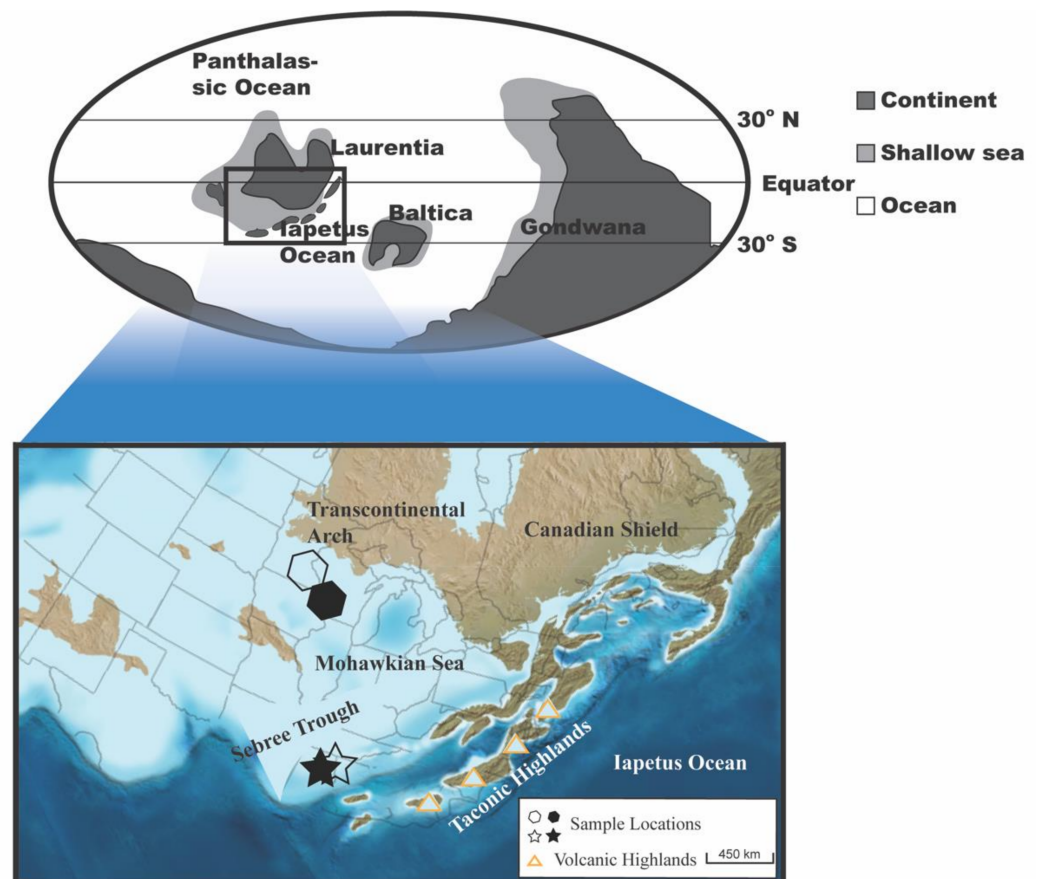 Panthalas-
sic Ocean
Continent
30° N
Laurentia
Shallow sea
Equator
Baltica
Ocean
Iapetus
Ocean
Gondwana
30° S
Transcontinental
Arch
Canadian Shield
Mohawkian Sea
Sebree Trough
Taconic Highlands
Iapetus Ocean
Sample Locations
Volcanic Highlands
450 km